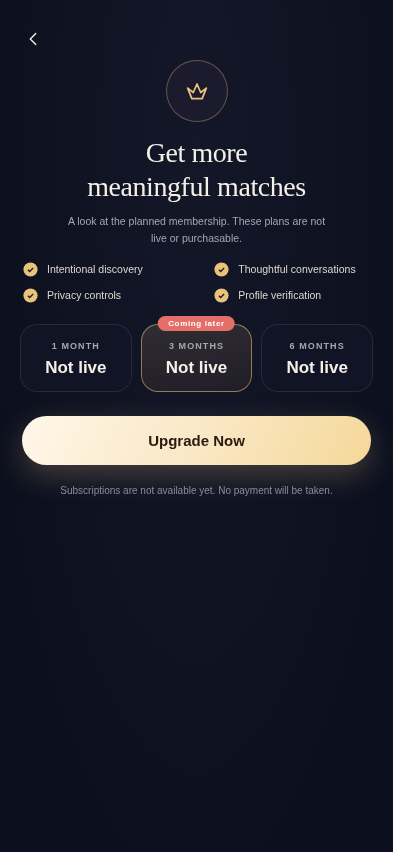 Get more
meaningful matches
A look at the planned membership. These plans are not
live or purchasable.
Intentional discovery
Thoughtful conversations
Privacy controls
Profile verification
Coming later
1 MONTH
3 MONTHS
6 MONTHS
Not live
Not live
Not live
Upgrade Now
Subscriptions are not available yet. No payment will be taken.